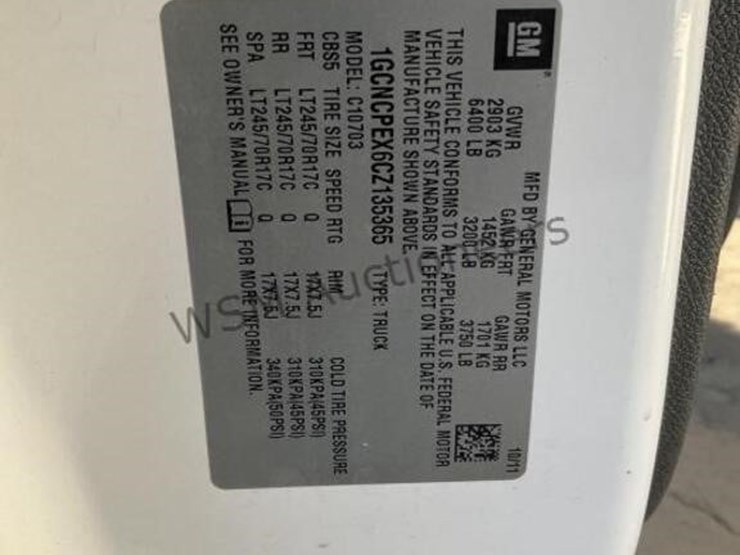 GM
MFD BY GENERAL MOTORS LLC 10/11
GVWR GAWR FRT GAWR RR
2903 KG 1452 KG 1701 KG
6400 LB 3200 LB 3750 LB
THIS VEHICLE CONFORMS TO ALL APPLICABLE U.S. FEDERAL MOTOR
VEHICLE SAFETY STANDARDS IN EFFECT ON THE DATE OF
MANUFACTURE SHOWN ABOVE.
1GCNCPEX6CZ135365 TYPE: TRUCK
MODEL: C10703
CBS5 TIRE SIZE SPEED RTG RIM COLD TIRE PRESSURE
FRT LT245/70R17C Q 17X7.5J 310KPA(45PSI)
RR LT245/70R17C Q 17X7.5J 310KPA(45PSI)
SPA LT245/70R17C Q 17X7.5J 340KPA(50PSI)
SEE OWNER'S MANUAL FOR MORE INFORMATION.
WSM Auctioneers